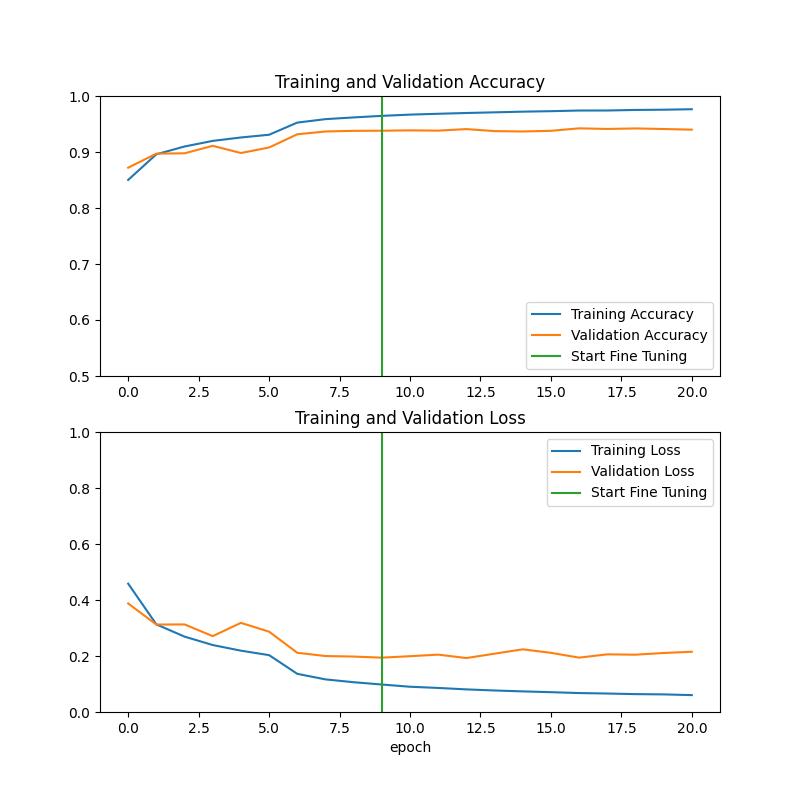 Training and Validation Accuracy
1.0
0.9
0.8
0.7
0.6
0.5
Training Accuracy
Validation Accuracy
Start Fine Tuning
0.0 2.5 5.0 7.5 10.0 12.5 15.0 17.5 20.0
Training and Validation Loss
1.0
0.8
0.6
0.4
0.2
0.0
Training Loss
Validation Loss
Start Fine Tuning
0.0 2.5 5.0 7.5 10.0 12.5 15.0 17.5 20.0
epoch